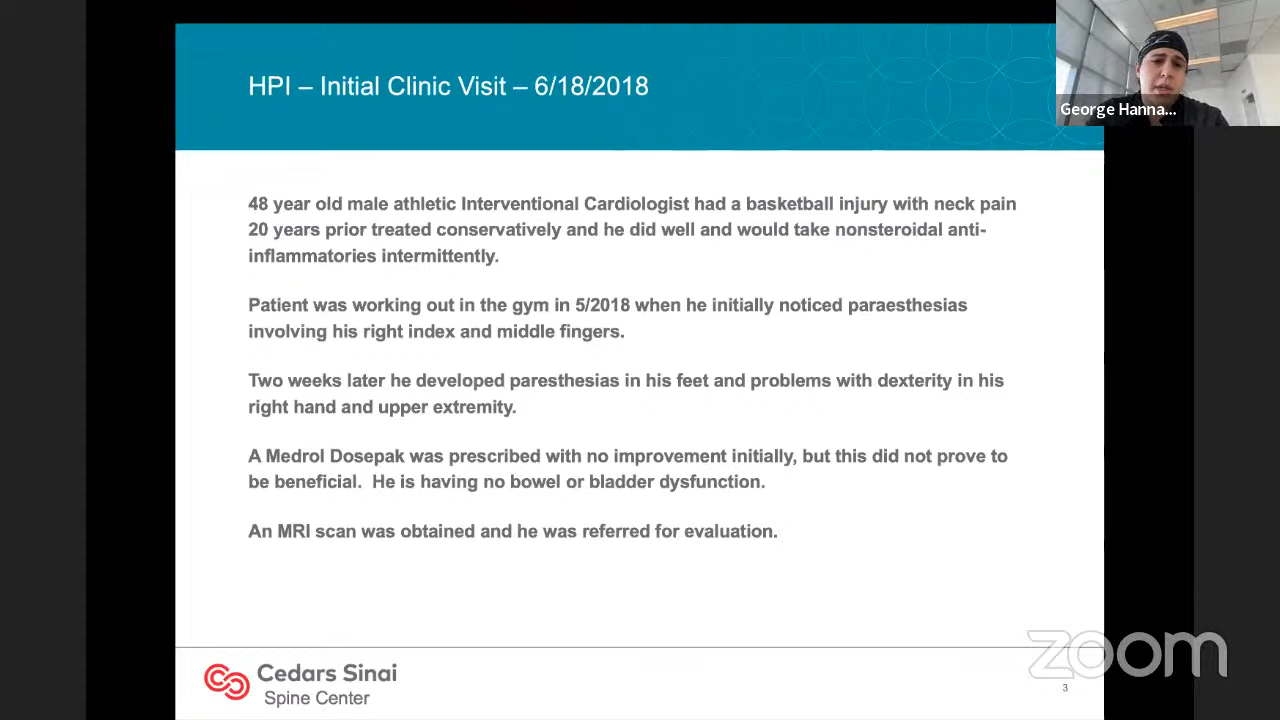 HPI – Initial Clinic Visit – 6/18/2018
George Hanna...
48 year old male athletic Interventional Cardiologist had a basketball injury with neck pain
20 years prior treated conservatively and he did well and would take nonsteroidal anti-
inflammatories intermittently.
Patient was working out in the gym in 5/2018 when he initially noticed paraesthesias
involving his right index and middle fingers.
Two weeks later he developed paresthesias in his feet and problems with dexterity in his
right hand and upper extremity.
A Medrol Dosepak was prescribed with no improvement initially, but this did not prove to
be beneficial.  He is having no bowel or bladder dysfunction.
An MRI scan was obtained and he was referred for evaluation.
Cedars Sinai
Spine Center
zoom
3